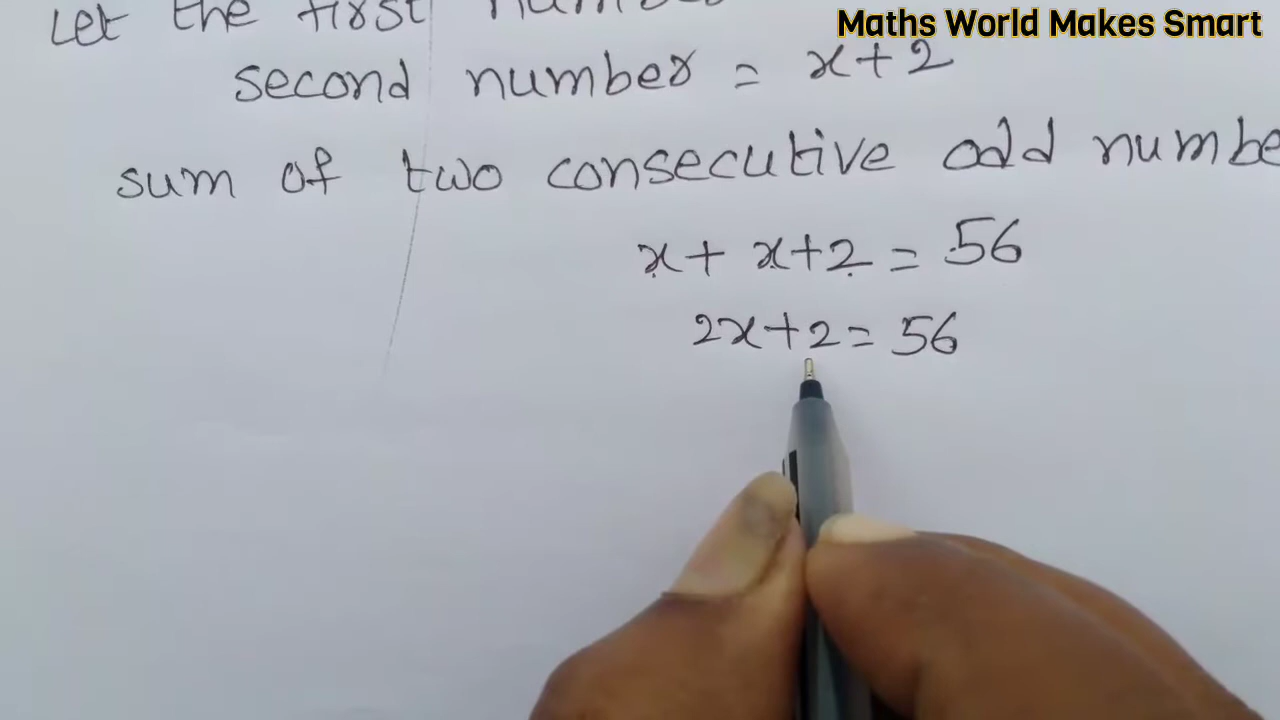 Maths World Makes Smart
Let the first
second number = x+2
sum of two consecutive odd numbe
x + x+2 = 56
2x+2 = 56